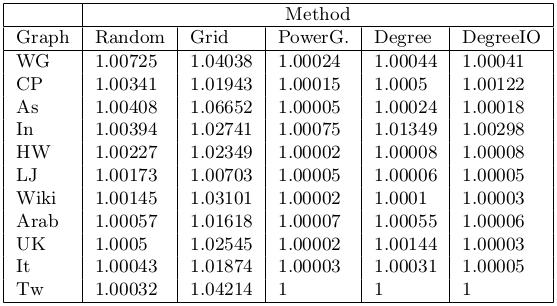 Method
Graph Random Grid PowerG. Degree DegreeIO
WG 1.00725 1.04038 1.00024 1.00044 1.00041
CP 1.00341 1.01943 1.00015 1.0005 1.00122
As 1.00408 1.06652 1.00005 1.00024 1.00018
In 1.00394 1.02741 1.00075 1.01349 1.00298
HW 1.00227 1.02349 1.00002 1.00008 1.00008
LJ 1.00173 1.00703 1.00005 1.00006 1.00005
Wiki 1.00145 1.03101 1.00002 1.0001 1.00003
Arab 1.00057 1.01618 1.00007 1.00055 1.00006
UK 1.0005 1.02545 1.00002 1.00144 1.00003
It 1.00043 1.01874 1.00003 1.00031 1.00005
Tw 1.00032 1.04214 1 1 1